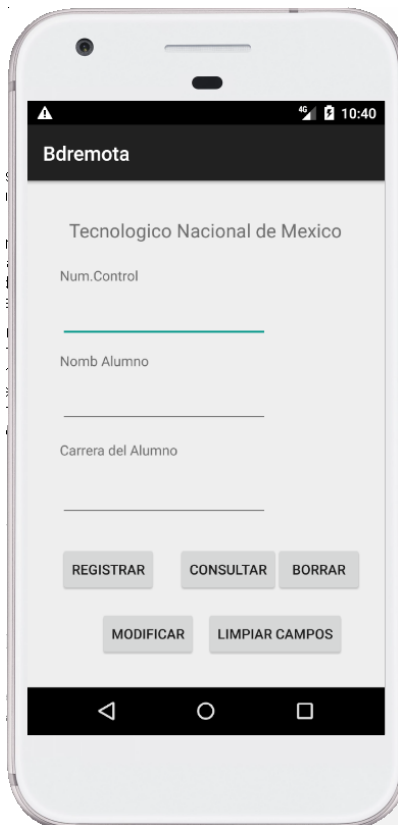 4G 10:40
Bdremota
Tecnologico Nacional de Mexico
Num.Control
Nomb Alumno
Carrera del Alumno
REGISTRAR CONSULTAR BORRAR
MODIFICAR LIMPIAR CAMPOS